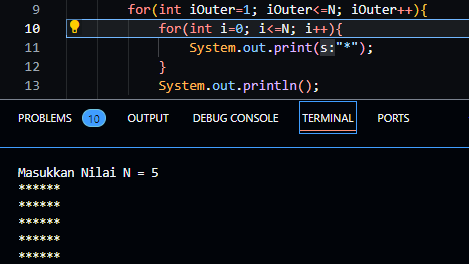 9 for(int iOuter=1; iOuter<=N; iOuter++){
10 for(int i=0; i<=N; i++){
11 System.out.print(s:"*");
12 }
13 System.out.println();
PROBLEMS 10 OUTPUT DEBUG CONSOLE TERMINAL PORTS
Masukkan Nilai N = 5
******
******
******
******
******